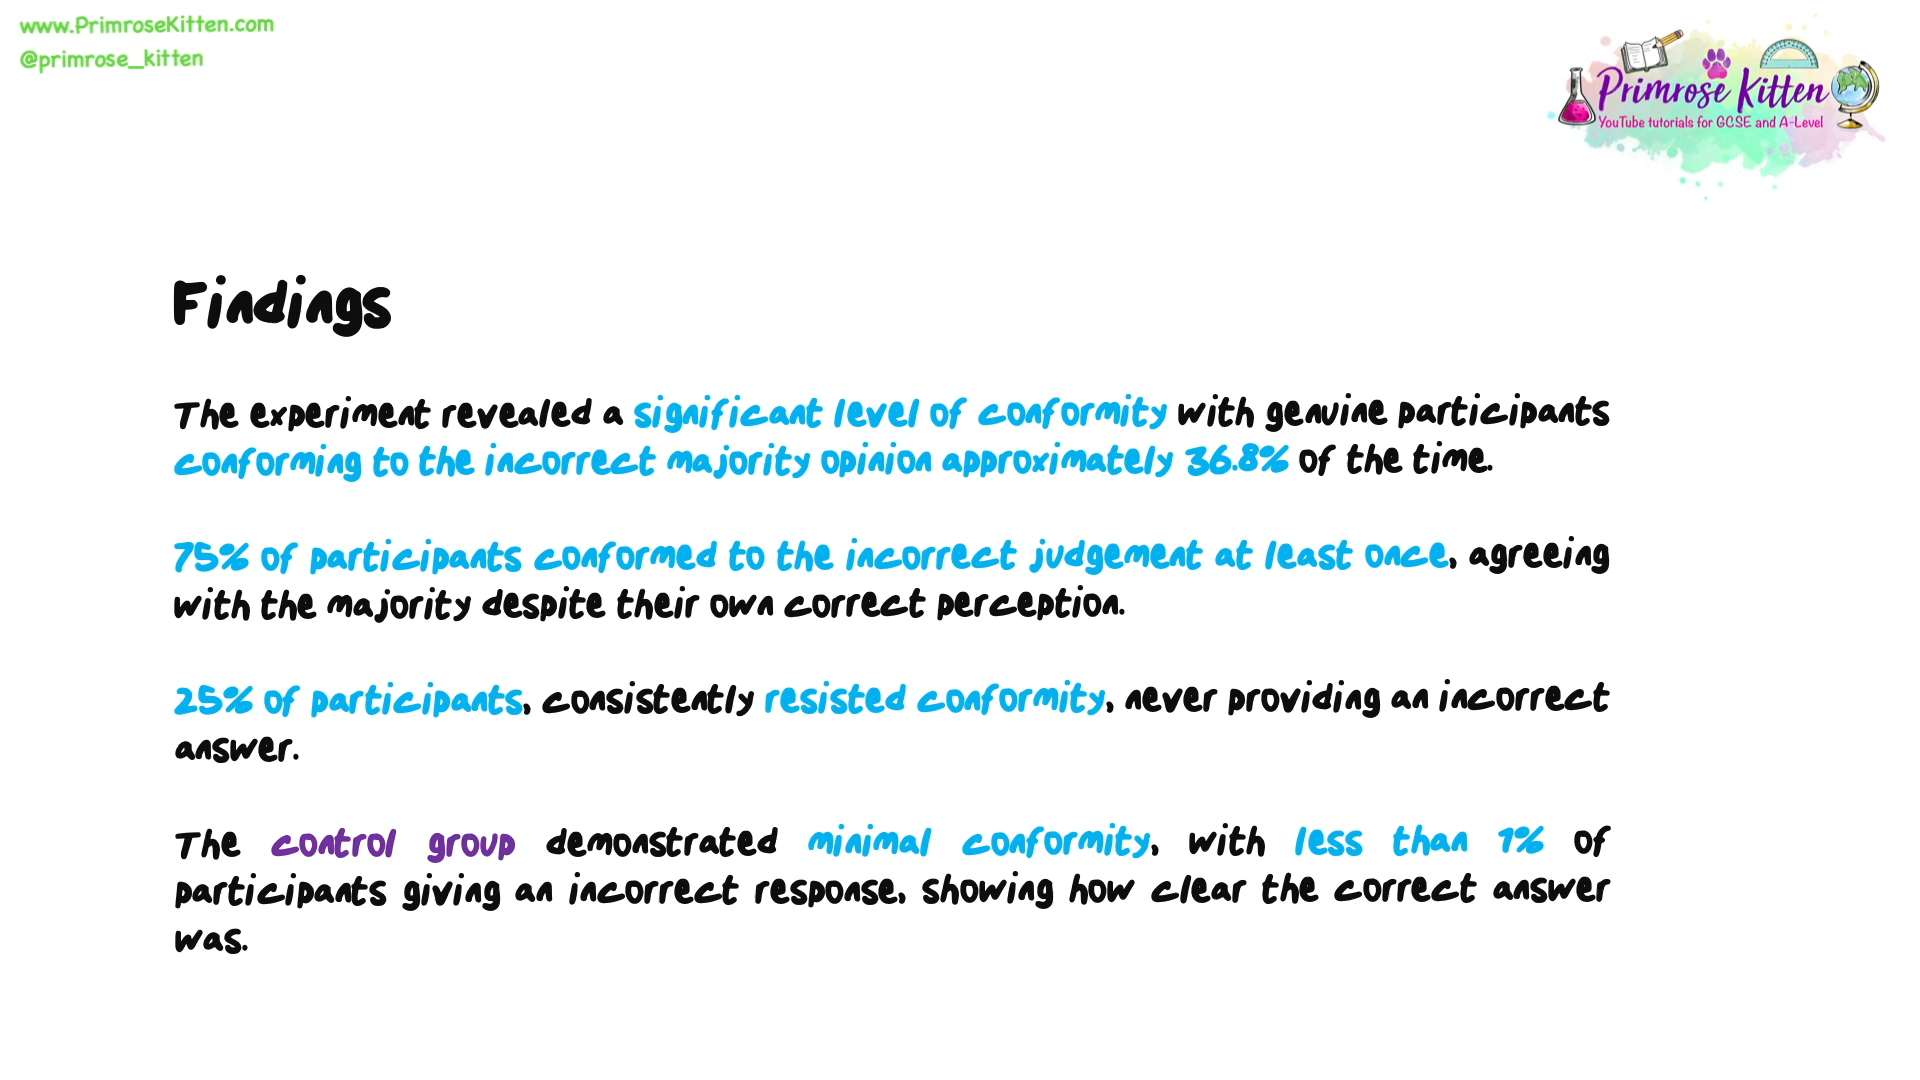 www.PrimroseKitten.com
@primrose_kitten
Primrose Kitten
YouTube tutorials for GCSE and A-Level
Findings
The experiment revealed a significant level of conformity with genuine participants
conforming to the incorrect majority opinion approximately 36.8% of the time.
75% of participants conformed to the incorrect judgement at least once, agreeing
with the majority despite their own correct perception.
25% of participants, consistently resisted conformity, never providing an incorrect
answer.
The control group demonstrated minimal conformity, with less than 1% of
participants giving an incorrect response, showing how clear the correct answer
was.